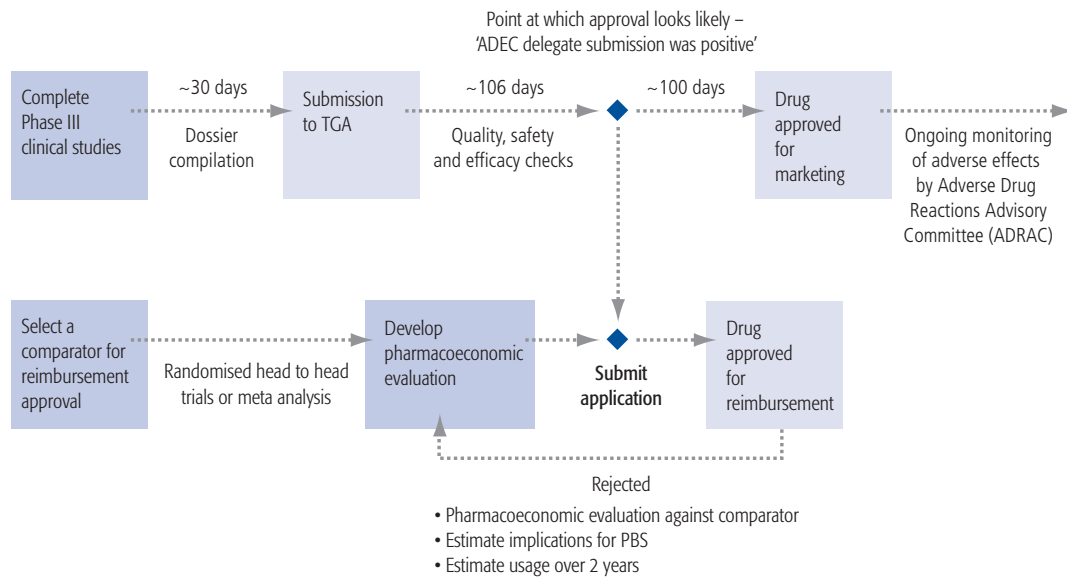 Point at which approval looks likely –
‘ADEC delegate submission was positive’
Complete
Phase III
clinical studies
~30 days
Dossier
compilation
Submission
to TGA
~106 days
Quality, safety
and efficacy checks
~100 days
Drug
approved
for
marketing
Ongoing monitoring
of adverse effects
by Adverse Drug
Reactions Advisory
Committee (ADRAC)
Select a
comparator for
reimbursement
approval
Randomised head to head
trials or meta analysis
Develop
pharmacoeconomic
evaluation
Submit
application
Drug
approved
for
reimbursement
Rejected
• Pharmacoeconomic evaluation against comparator
• Estimate implications for PBS
• Estimate usage over 2 years